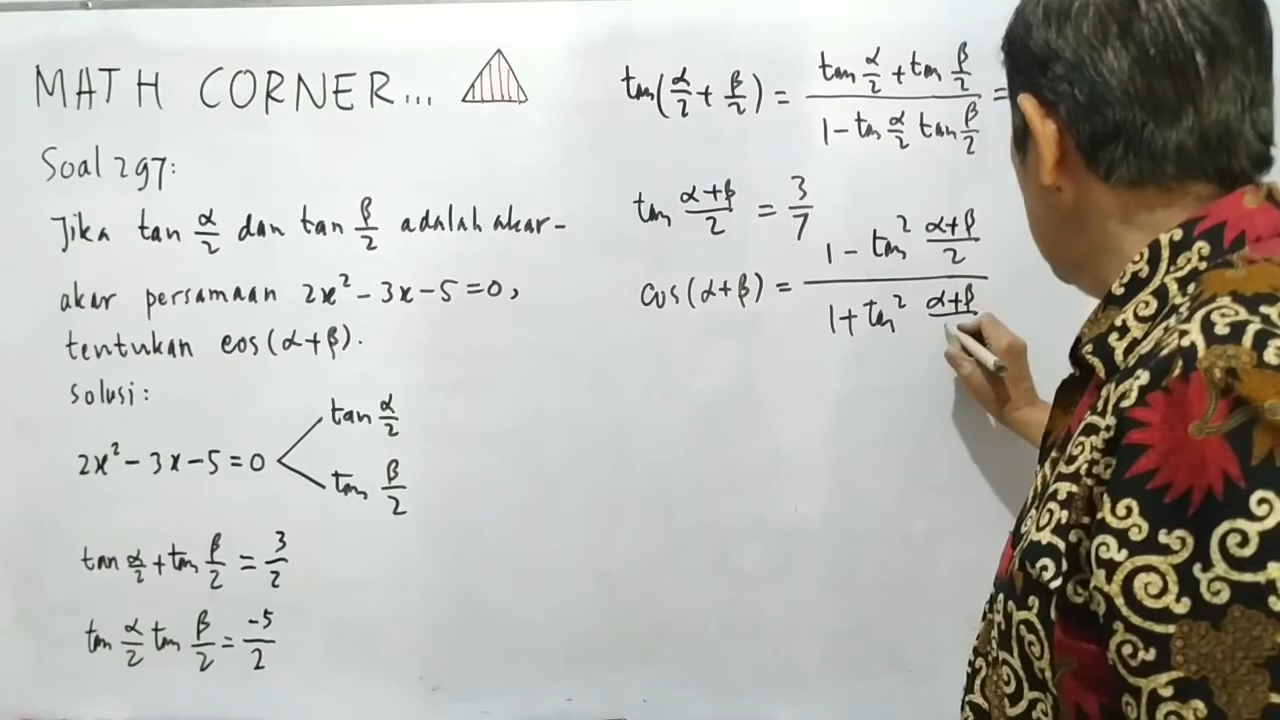 MATH CORNER...
Soal 297:
Jika tan α/2 dan tan β/2 adalah akar-
akar persamaan 2x² - 3x - 5 = 0,
tentukan cos(α+β).
Solusi:
2x² - 3x - 5 = 0
tan α/2
tan β/2
tan α/2 + tan β/2 = 3/2
tan α/2 tan β/2 = -5/2
tan(α/2 + β/2) = (tan α/2 + tan β/2)/(1 - tan α/2 tan β/2) =
tan (α+β)/2 = 3/7
cos(α+β) = (1 - tan² (α+β)/2)/(1 + tan² (α+β)/